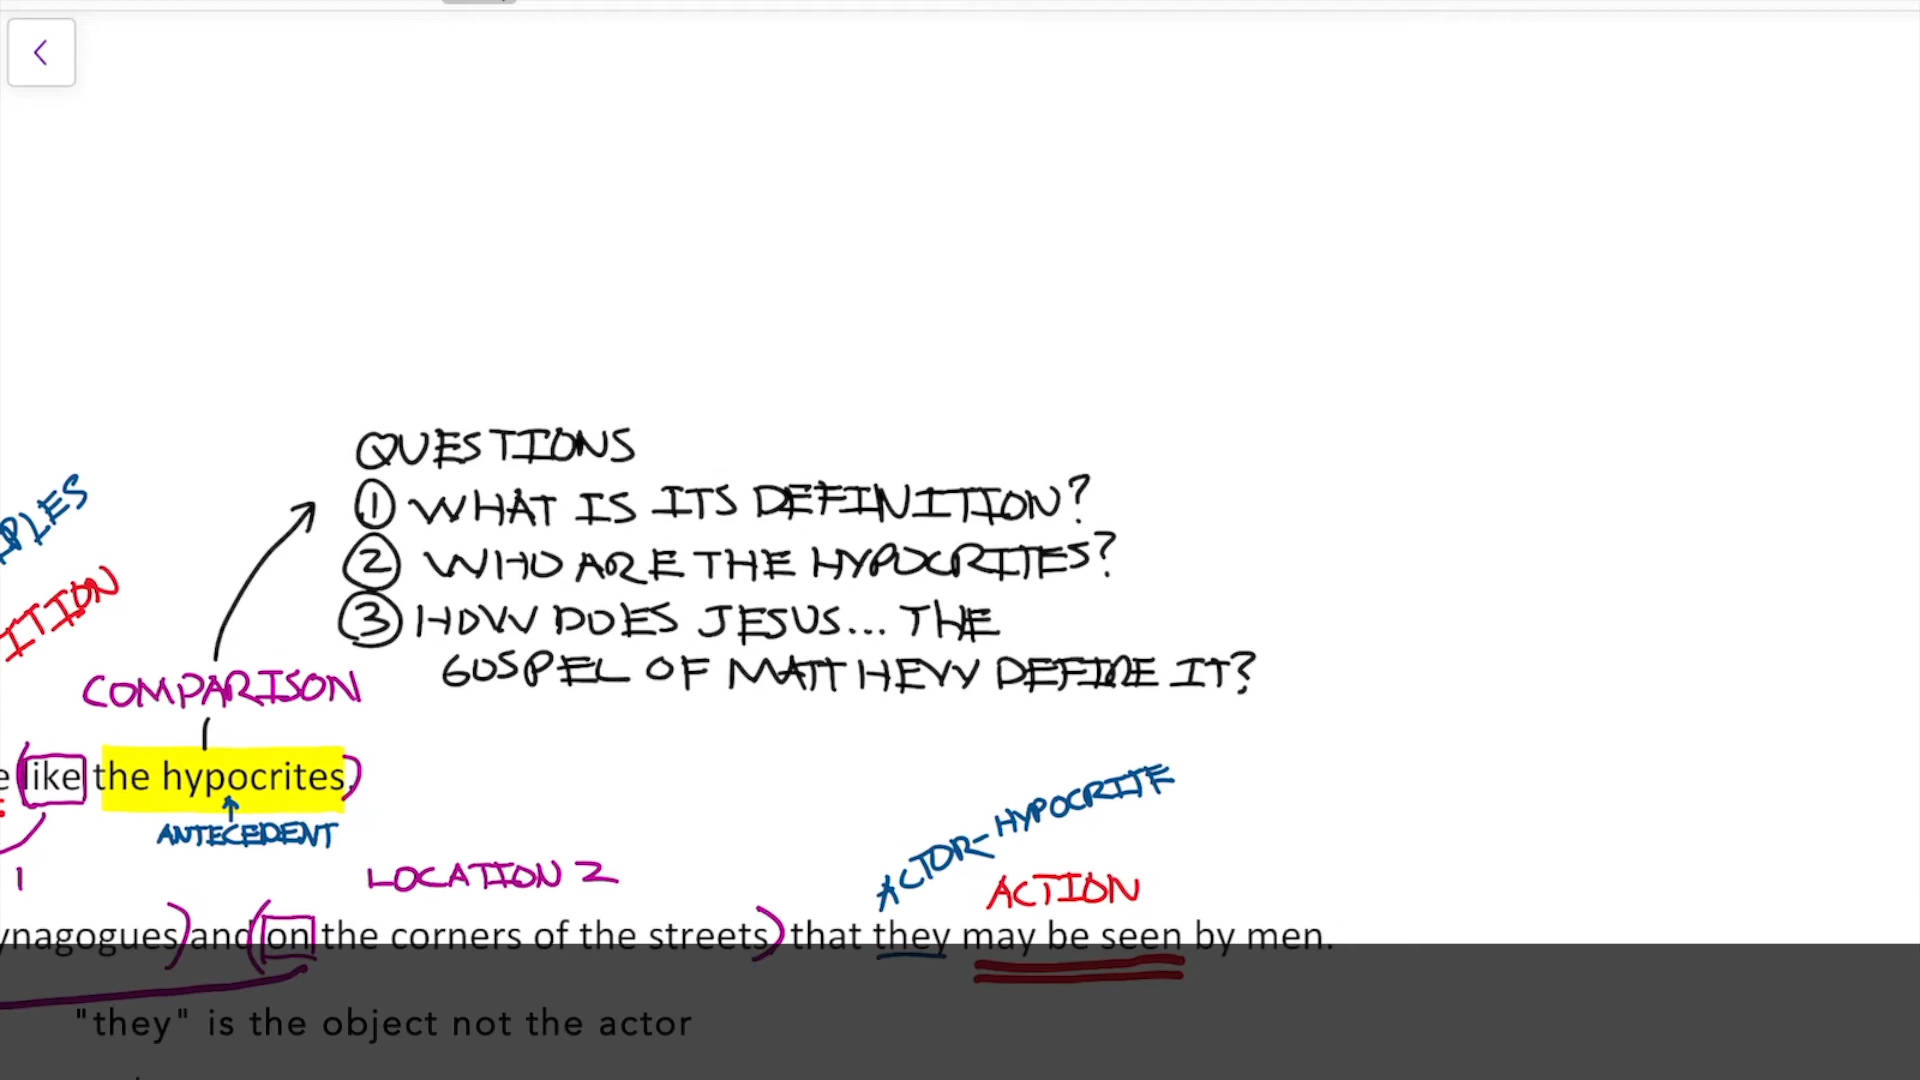 QUESTIONS
① WHAT IS ITS DEFINITION?
② WHO ARE THE HYPOCRITES?
③ HOW DOES JESUS... THE
GOSPEL OF MATTHEW DEFINE IT?
COMPARISON
(like the hypocrites,)
ANTECEDENT
ACTOR-HYPOCRITE
1
LOCATION 2
ACTION
) and (on the corners of the streets) that they may be seen by men.
"they" is the object not the actor